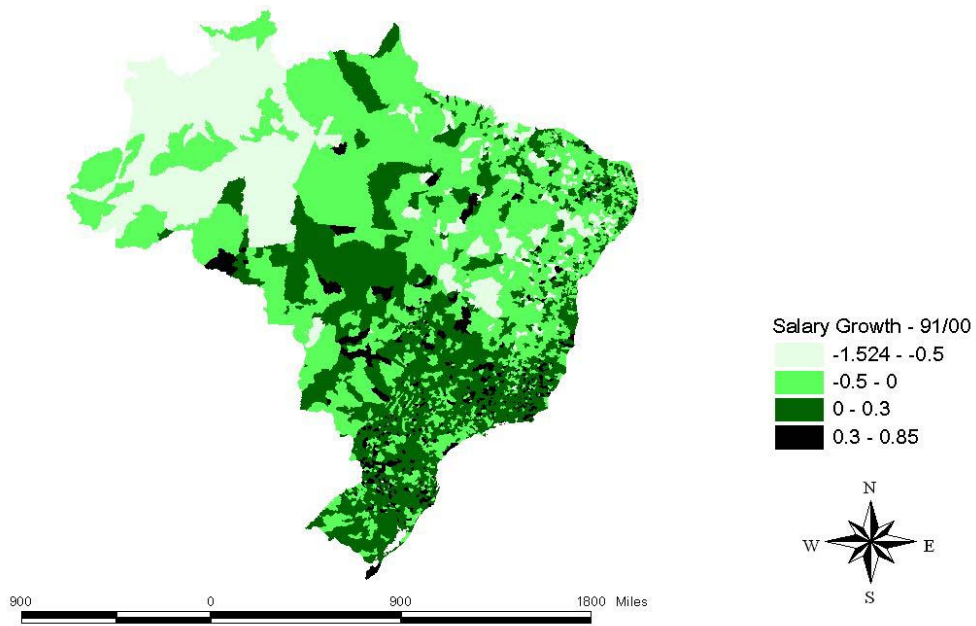 Salary Growth - 91/00
-1.524 - -0.5
-0.5 - 0
0 - 0.3
0.3 - 0.85
N
W E
S
900 0 900 1800 Miles